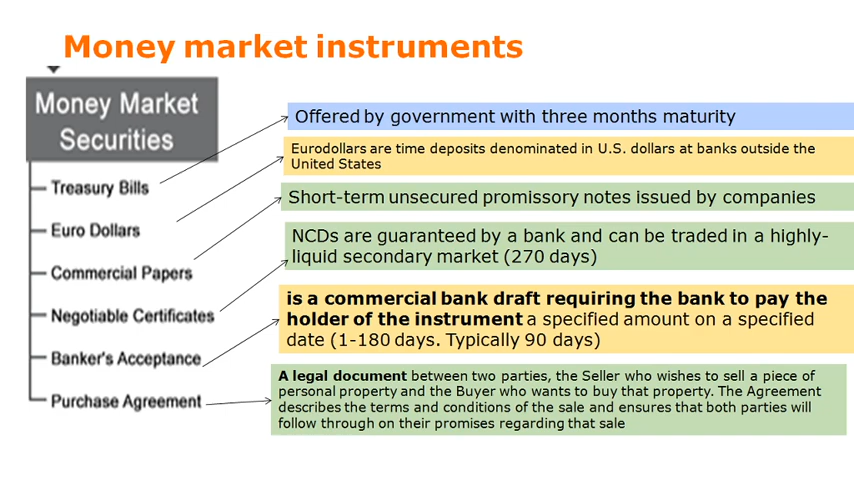 Money market instruments
Money Market
Securities
Treasury Bills
Euro Dollars
Commercial Papers
Negotiable Certificates
Banker's Acceptance
Purchase Agreement
Offered by government with three months maturity
Eurodollars are time deposits denominated in U.S. dollars at banks outside the
United States
Short-term unsecured promissory notes issued by companies
NCDs are guaranteed by a bank and can be traded in a highly-
liquid secondary market (270 days)
is a commercial bank draft requiring the bank to pay the
holder of the instrument a specified amount on a specified
date (1-180 days. Typically 90 days)
A legal document between two parties, the Seller who wishes to sell a piece of
personal property and the Buyer who wants to buy that property. The Agreement
describes the terms and conditions of the sale and ensures that both parties will
follow through on their promises regarding that sale